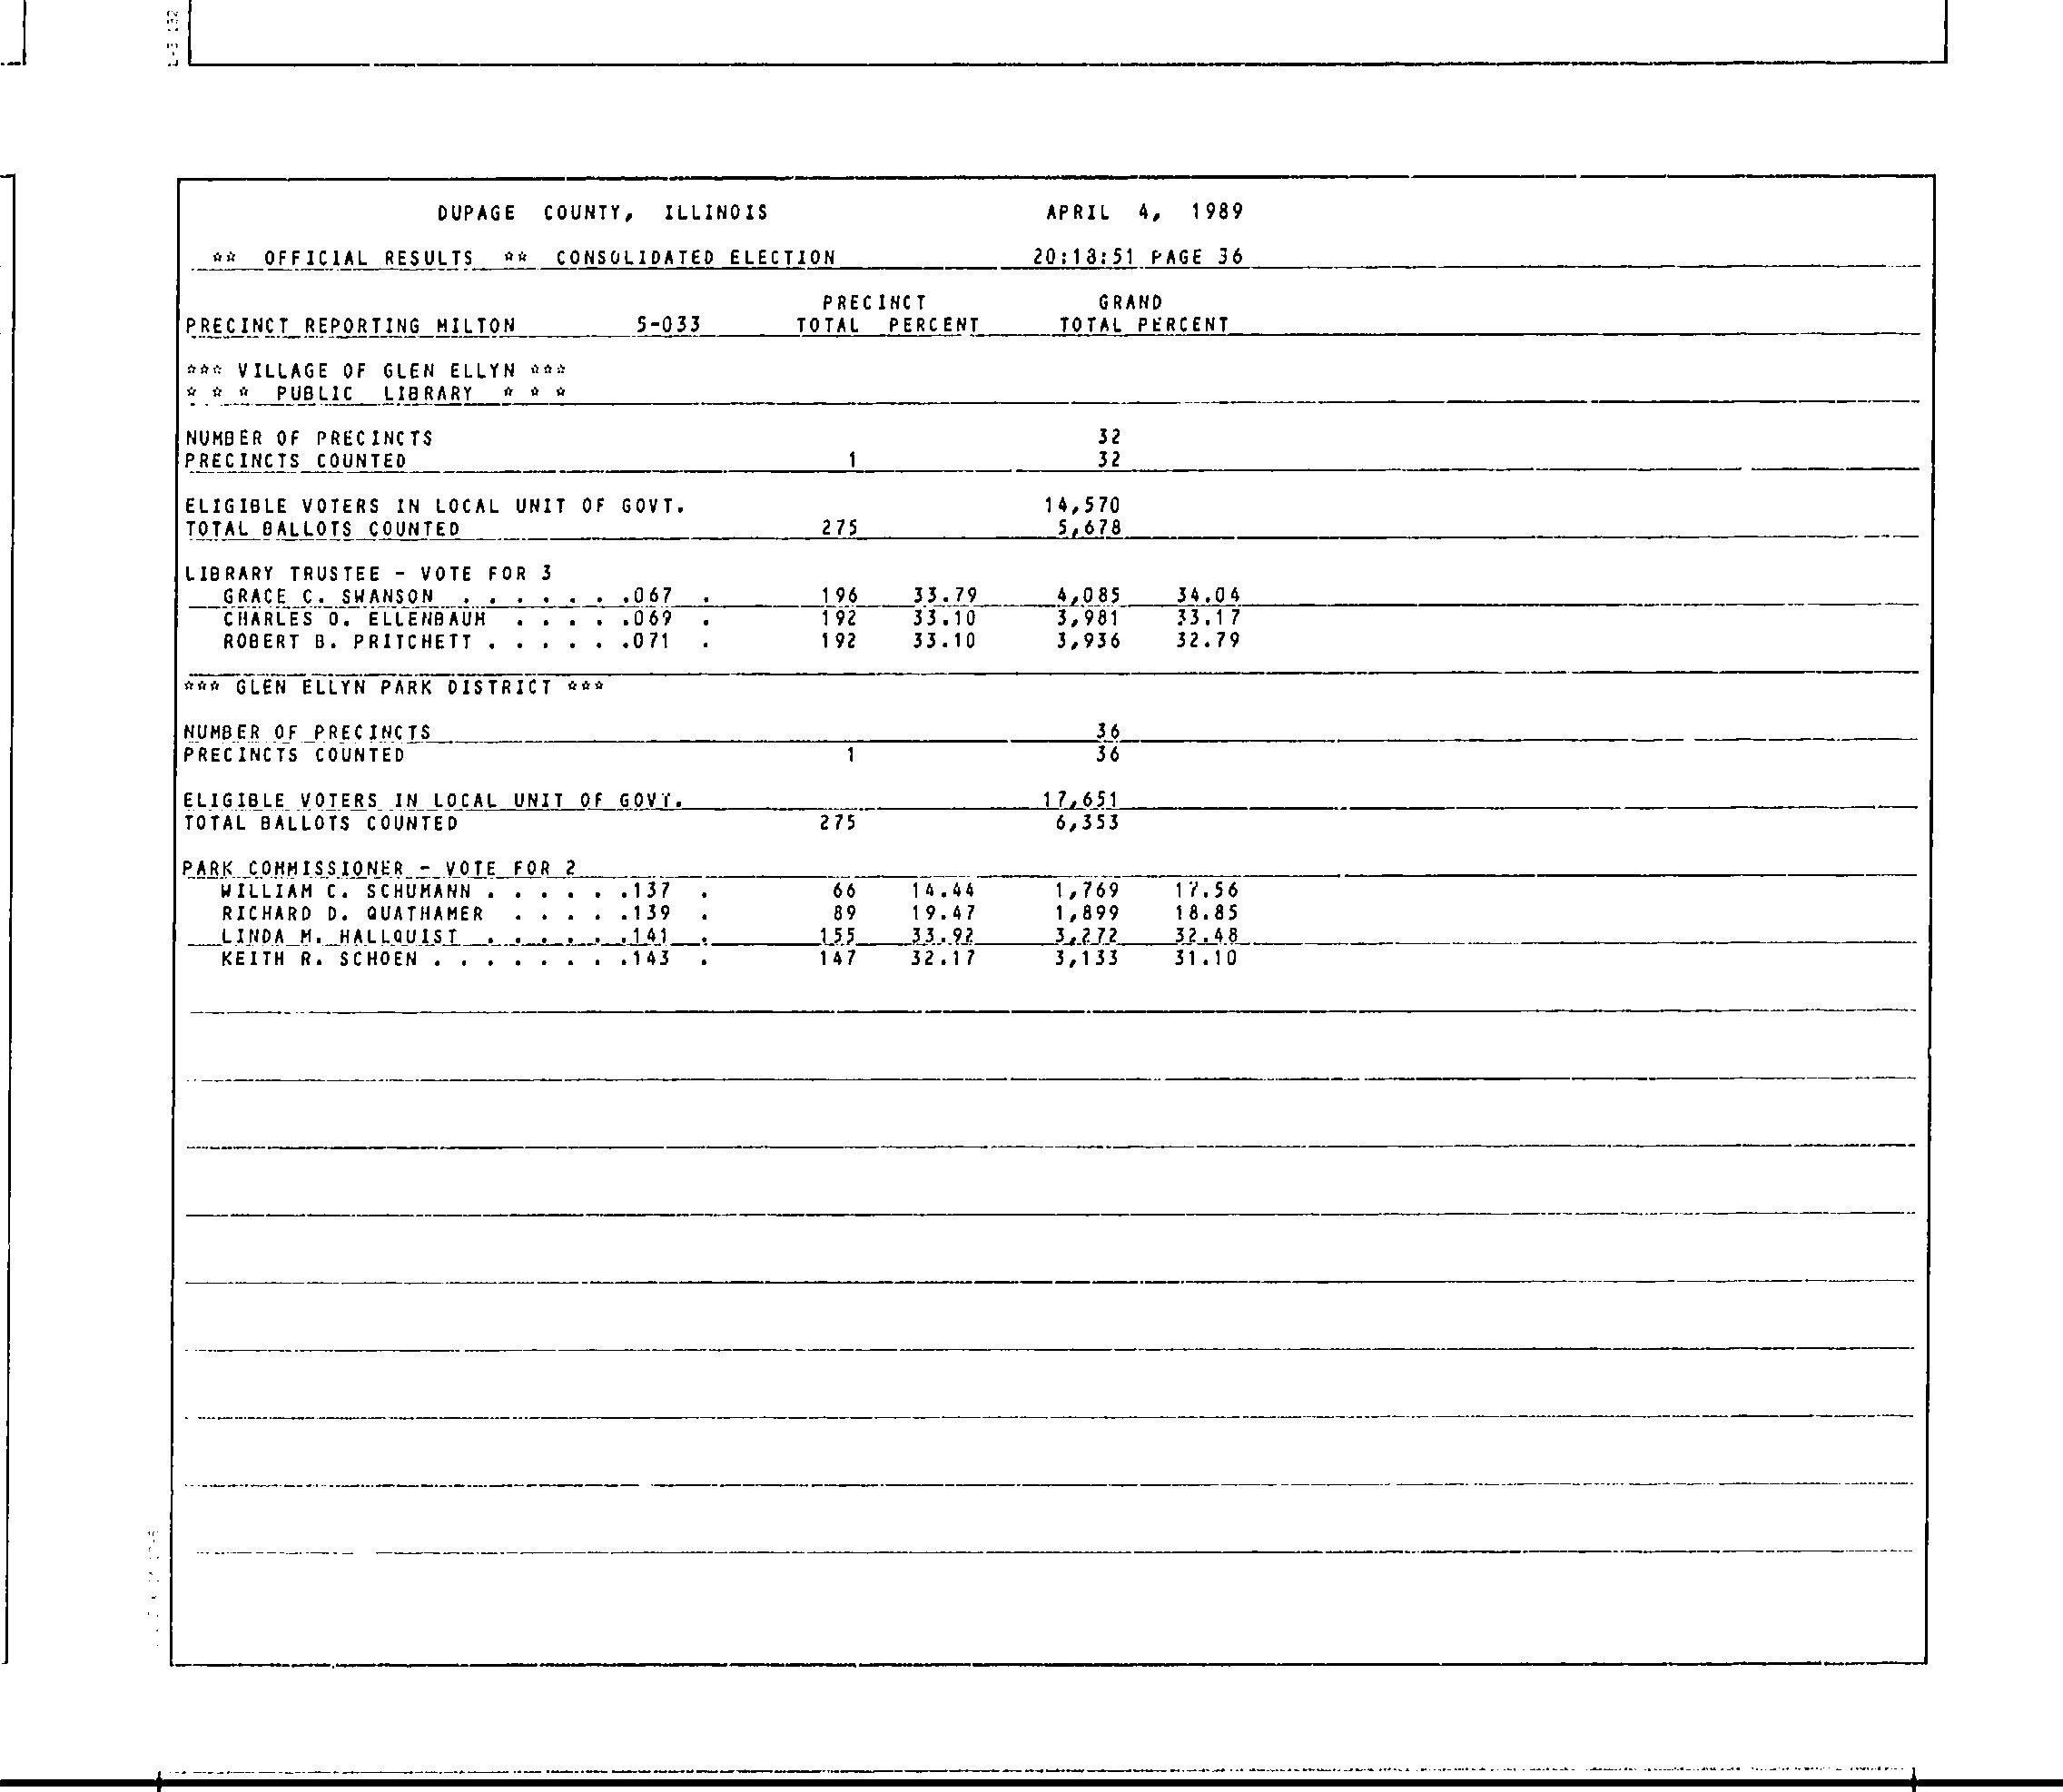 DUPAGE COUNTY, ILLINOIS APRIL 4, 1989
** OFFICIAL RESULTS ** CONSOLIDATED ELECTION 20:18:51 PAGE 36
PRECINCT GRAND
PRECINCT REPORTING MILTON 5-033 TOTAL PERCENT TOTAL PERCENT
*** VILLAGE OF GLEN ELLYN ***
* * * PUBLIC LIBRARY * * *
NUMBER OF PRECINCTS 32
PRECINCTS COUNTED 1 32
ELIGIBLE VOTERS IN LOCAL UNIT OF GOVT. 14,570
TOTAL BALLOTS COUNTED 275 5,678
LIBRARY TRUSTEE - VOTE FOR 3
GRACE C. SWANSON . . . . . . .067 . 196 33.79 4,085 34.04
CHARLES O. ELLENBAUM . . . . .069 . 192 33.10 3,981 33.17
ROBERT B. PRITCHETT . . . . . .071 . 192 33.10 3,936 32.79
*** GLEN ELLYN PARK DISTRICT ***
NUMBER OF PRECINCTS 36
PRECINCTS COUNTED 1 36
ELIGIBLE VOTERS IN LOCAL UNIT OF GOVT. 17,651
TOTAL BALLOTS COUNTED 275 6,353
PARK COMMISSIONER - VOTE FOR 2
WILLIAM C. SCHUMANN . . . . . .137 . 66 14.44 1,769 17.56
RICHARD D. QUATHAMER . . . . .139 . 89 19.47 1,899 18.85
LINDA M. HALLQUIST . . . . . .141 . 155 33.92 3,272 32.48
KEITH R. SCHOEN . . . . . . . .143 . 147 32.17 3,133 31.10